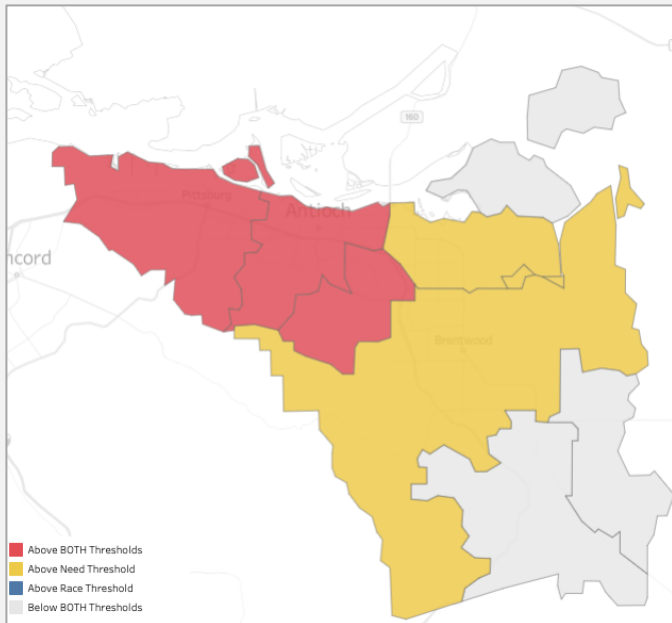 160
Pittsburg
Antioch
ncord
Brentwood
Above BOTH Thresholds
Above Need Threshold
Above Race Threshold
Below BOTH Thresholds